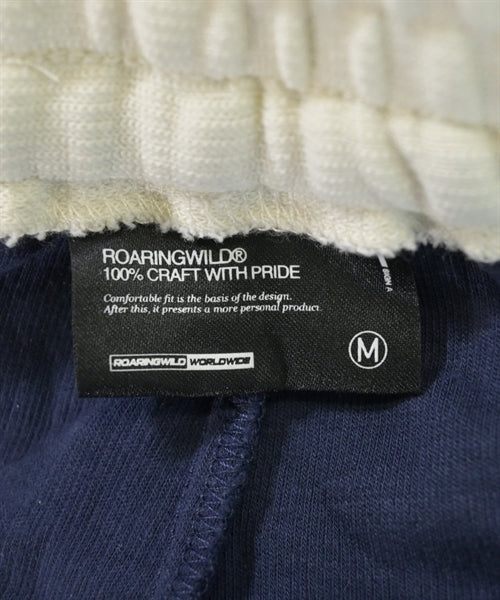 ROARINGWILD®
100% CRAFT WITH PRIDE
Comfortable fit is the basis of the design.
After this, it presents a more personal product.
ROARINGWILD WORLDWIDE
M